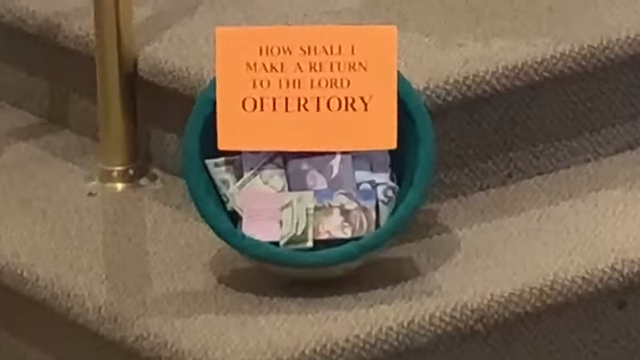 HOW SHALL I
MAKE A RETURN
TO THE LORD
OFFERTORY